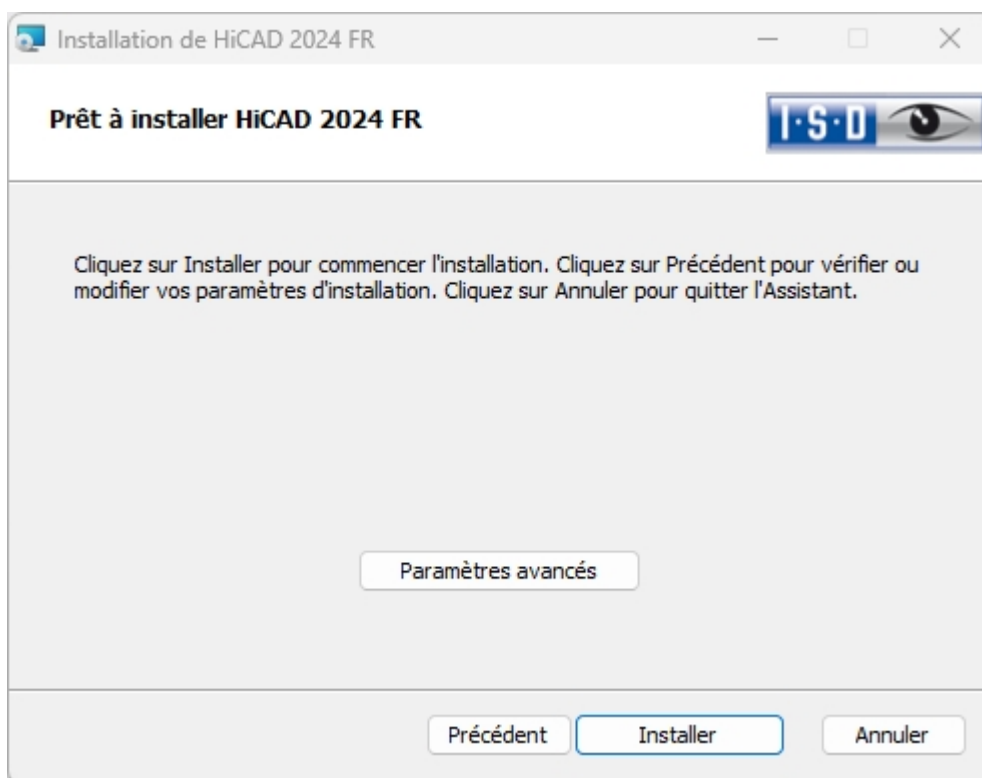 Installation de HiCAD 2024 FR
Prêt à installer HiCAD 2024 FR
I·S·D
Cliquez sur Installer pour commencer l'installation. Cliquez sur Précédent pour vérifier ou
modifier vos paramètres d'installation. Cliquez sur Annuler pour quitter l'Assistant.
Paramètres avancés
Précédent
Installer
Annuler